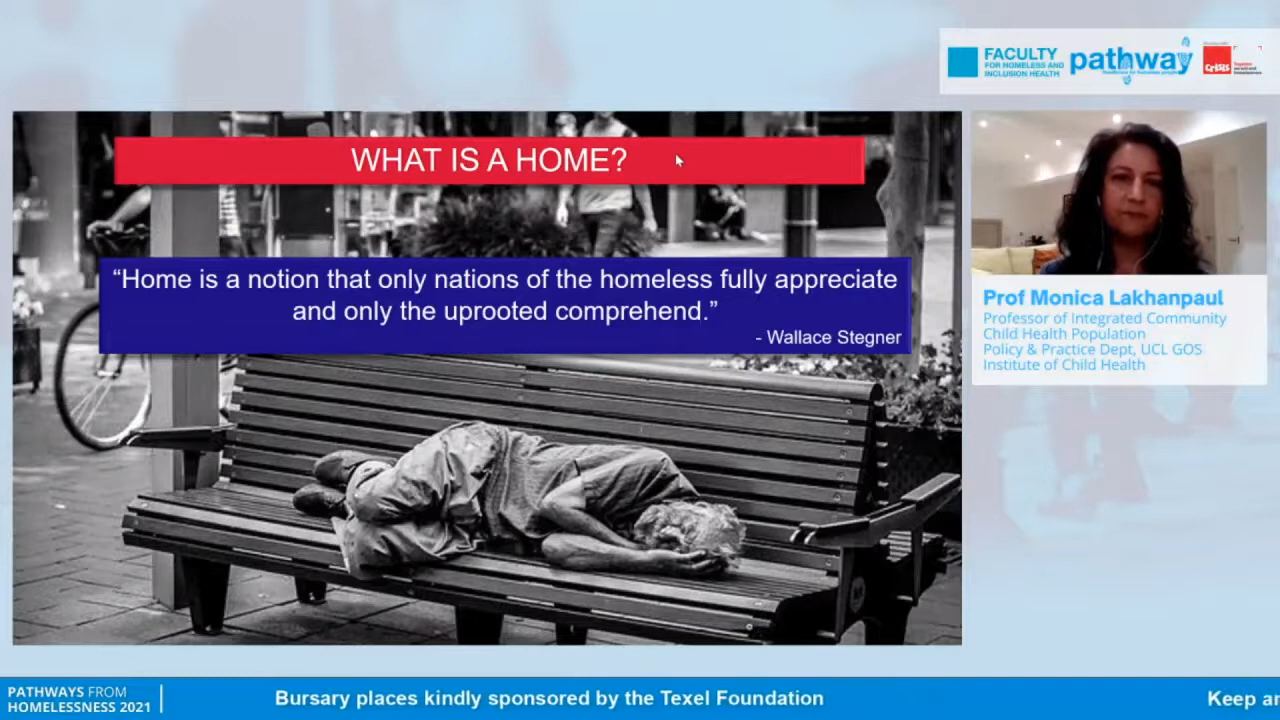 FACULTY
FOR HOMELESS AND
INCLUSION HEALTH
pathway
CRISIS
WHAT IS A HOME?
“Home is a notion that only nations of the homeless fully appreciate
and only the uprooted comprehend.”
- Wallace Stegner
Prof Monica Lakhanpaul
Professor of Integrated Community
Child Health Population
Policy & Practice Dept, UCL GOS
Institute of Child Health
PATHWAYS FROM
HOMELESSNESS 2021
Bursary places kindly sponsored by the Texel Foundation
Keep an